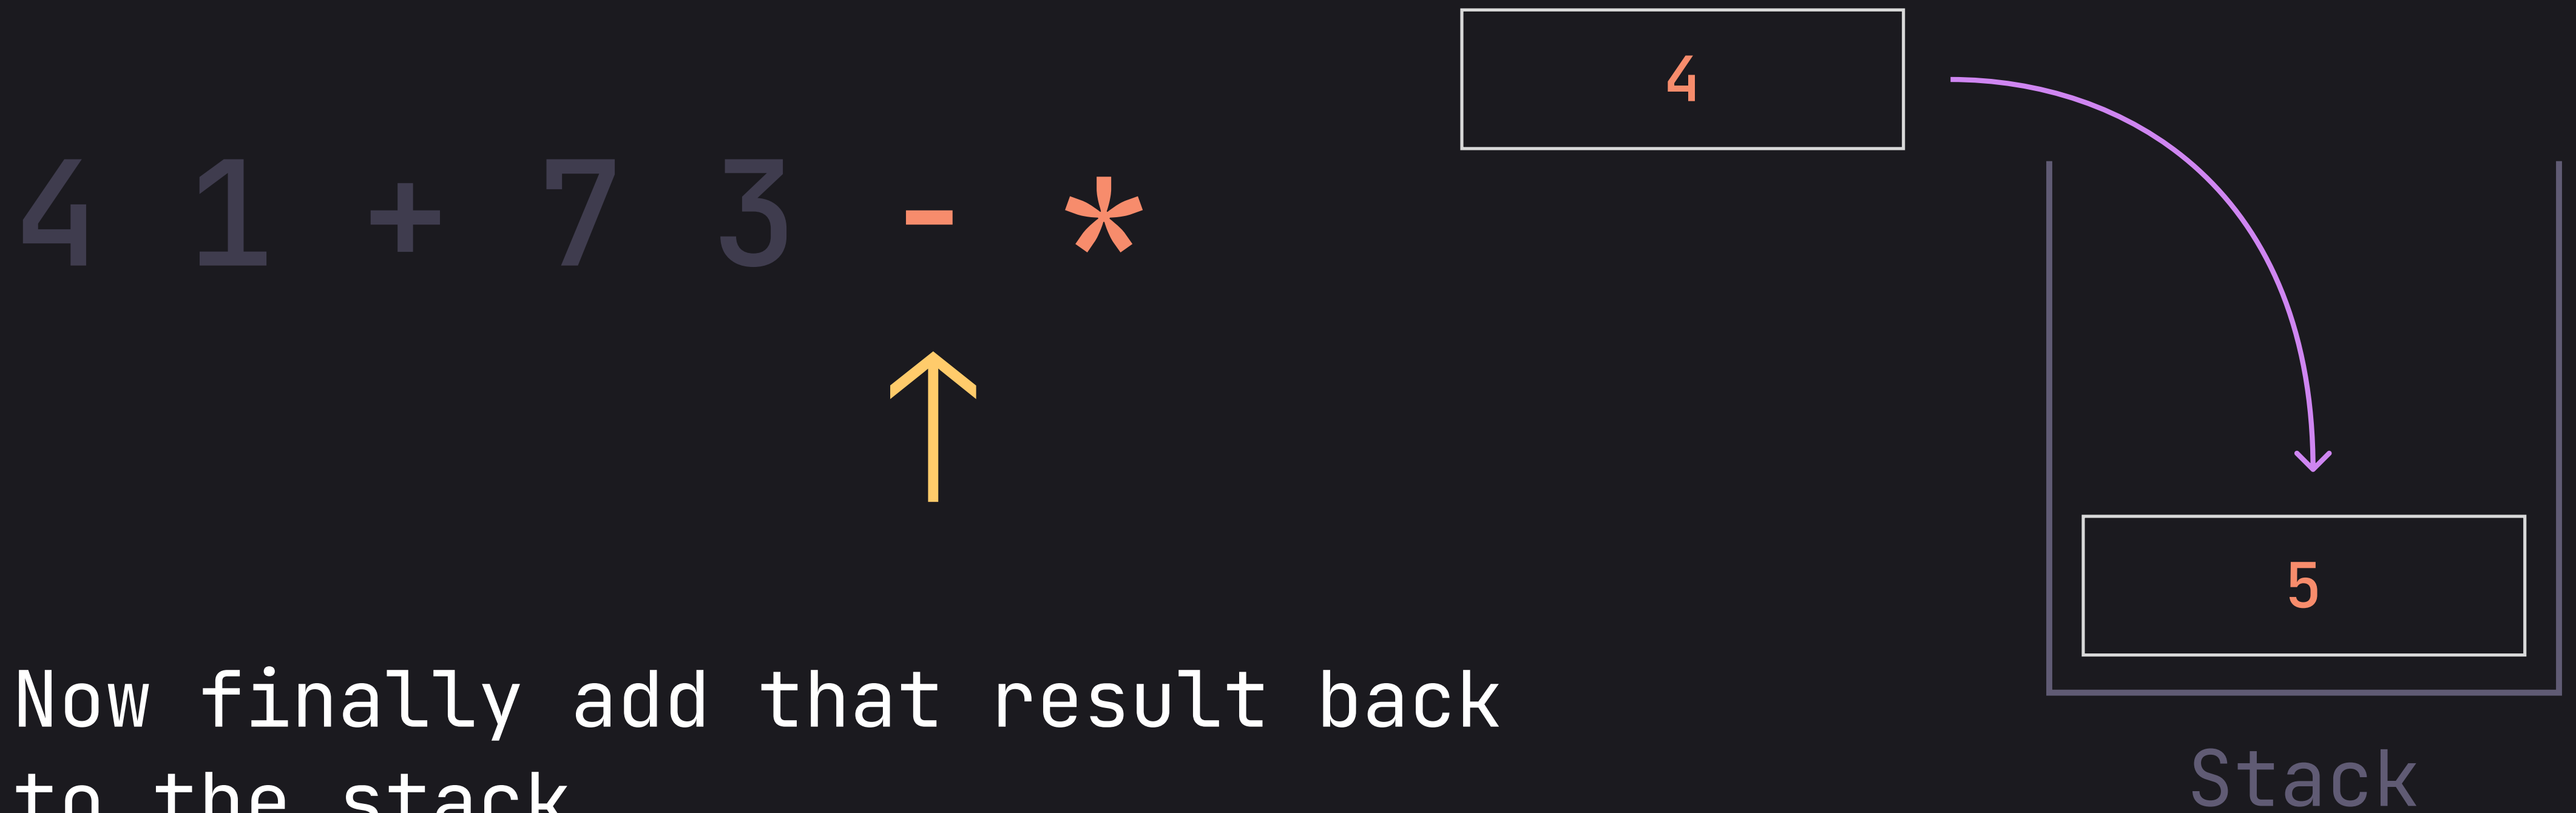 4
4 1 + 7 3 - *
5
Now finally add that result back
to the stack
Stack